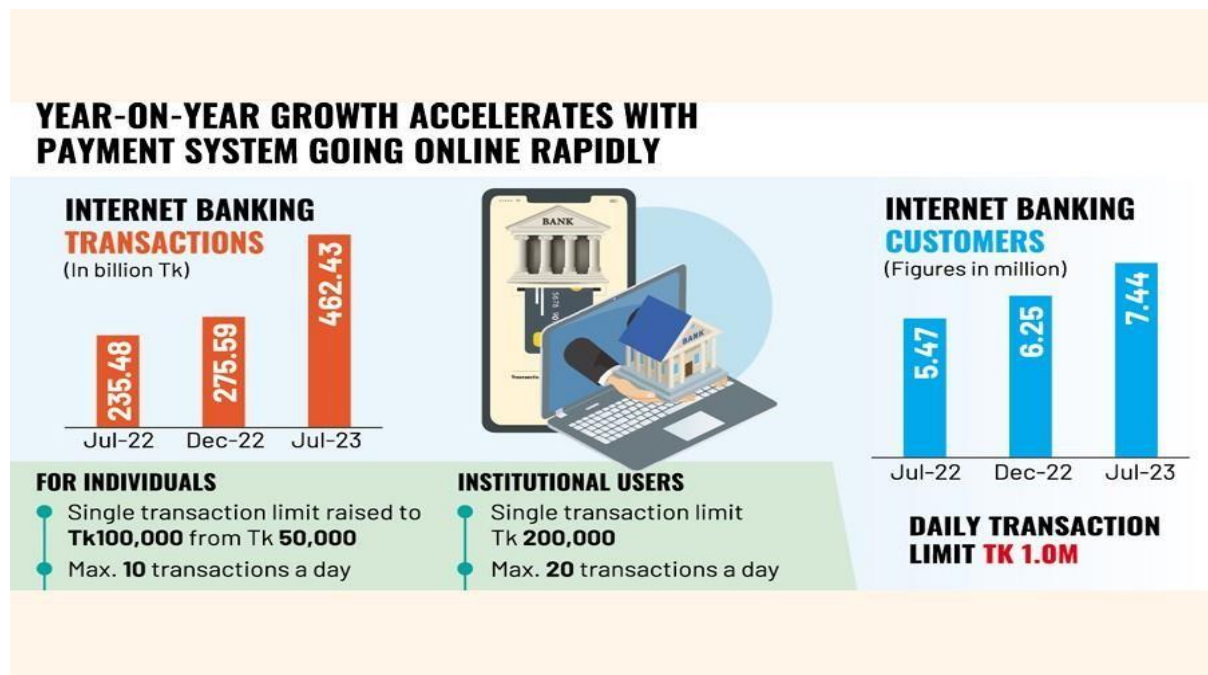 YEAR-ON-YEAR GROWTH ACCELERATES WITH
PAYMENT SYSTEM GOING ONLINE RAPIDLY
INTERNET BANKING
TRANSACTIONS
(In billion Tk)
235.48
275.59
462.43
Jul-22 Dec-22 Jul-23
BANK
5678
BANK
INTERNET BANKING
CUSTOMERS
(Figures in million)
5.47
6.25
7.44
Jul-22 Dec-22 Jul-23
FOR INDIVIDUALS
Single transaction limit raised to
Tk100,000 from Tk 50,000
Max. 10 transactions a day
INSTITUTIONAL USERS
Single transaction limit
Tk 200,000
Max. 20 transactions a day
DAILY TRANSACTION
LIMIT TK 1.0M